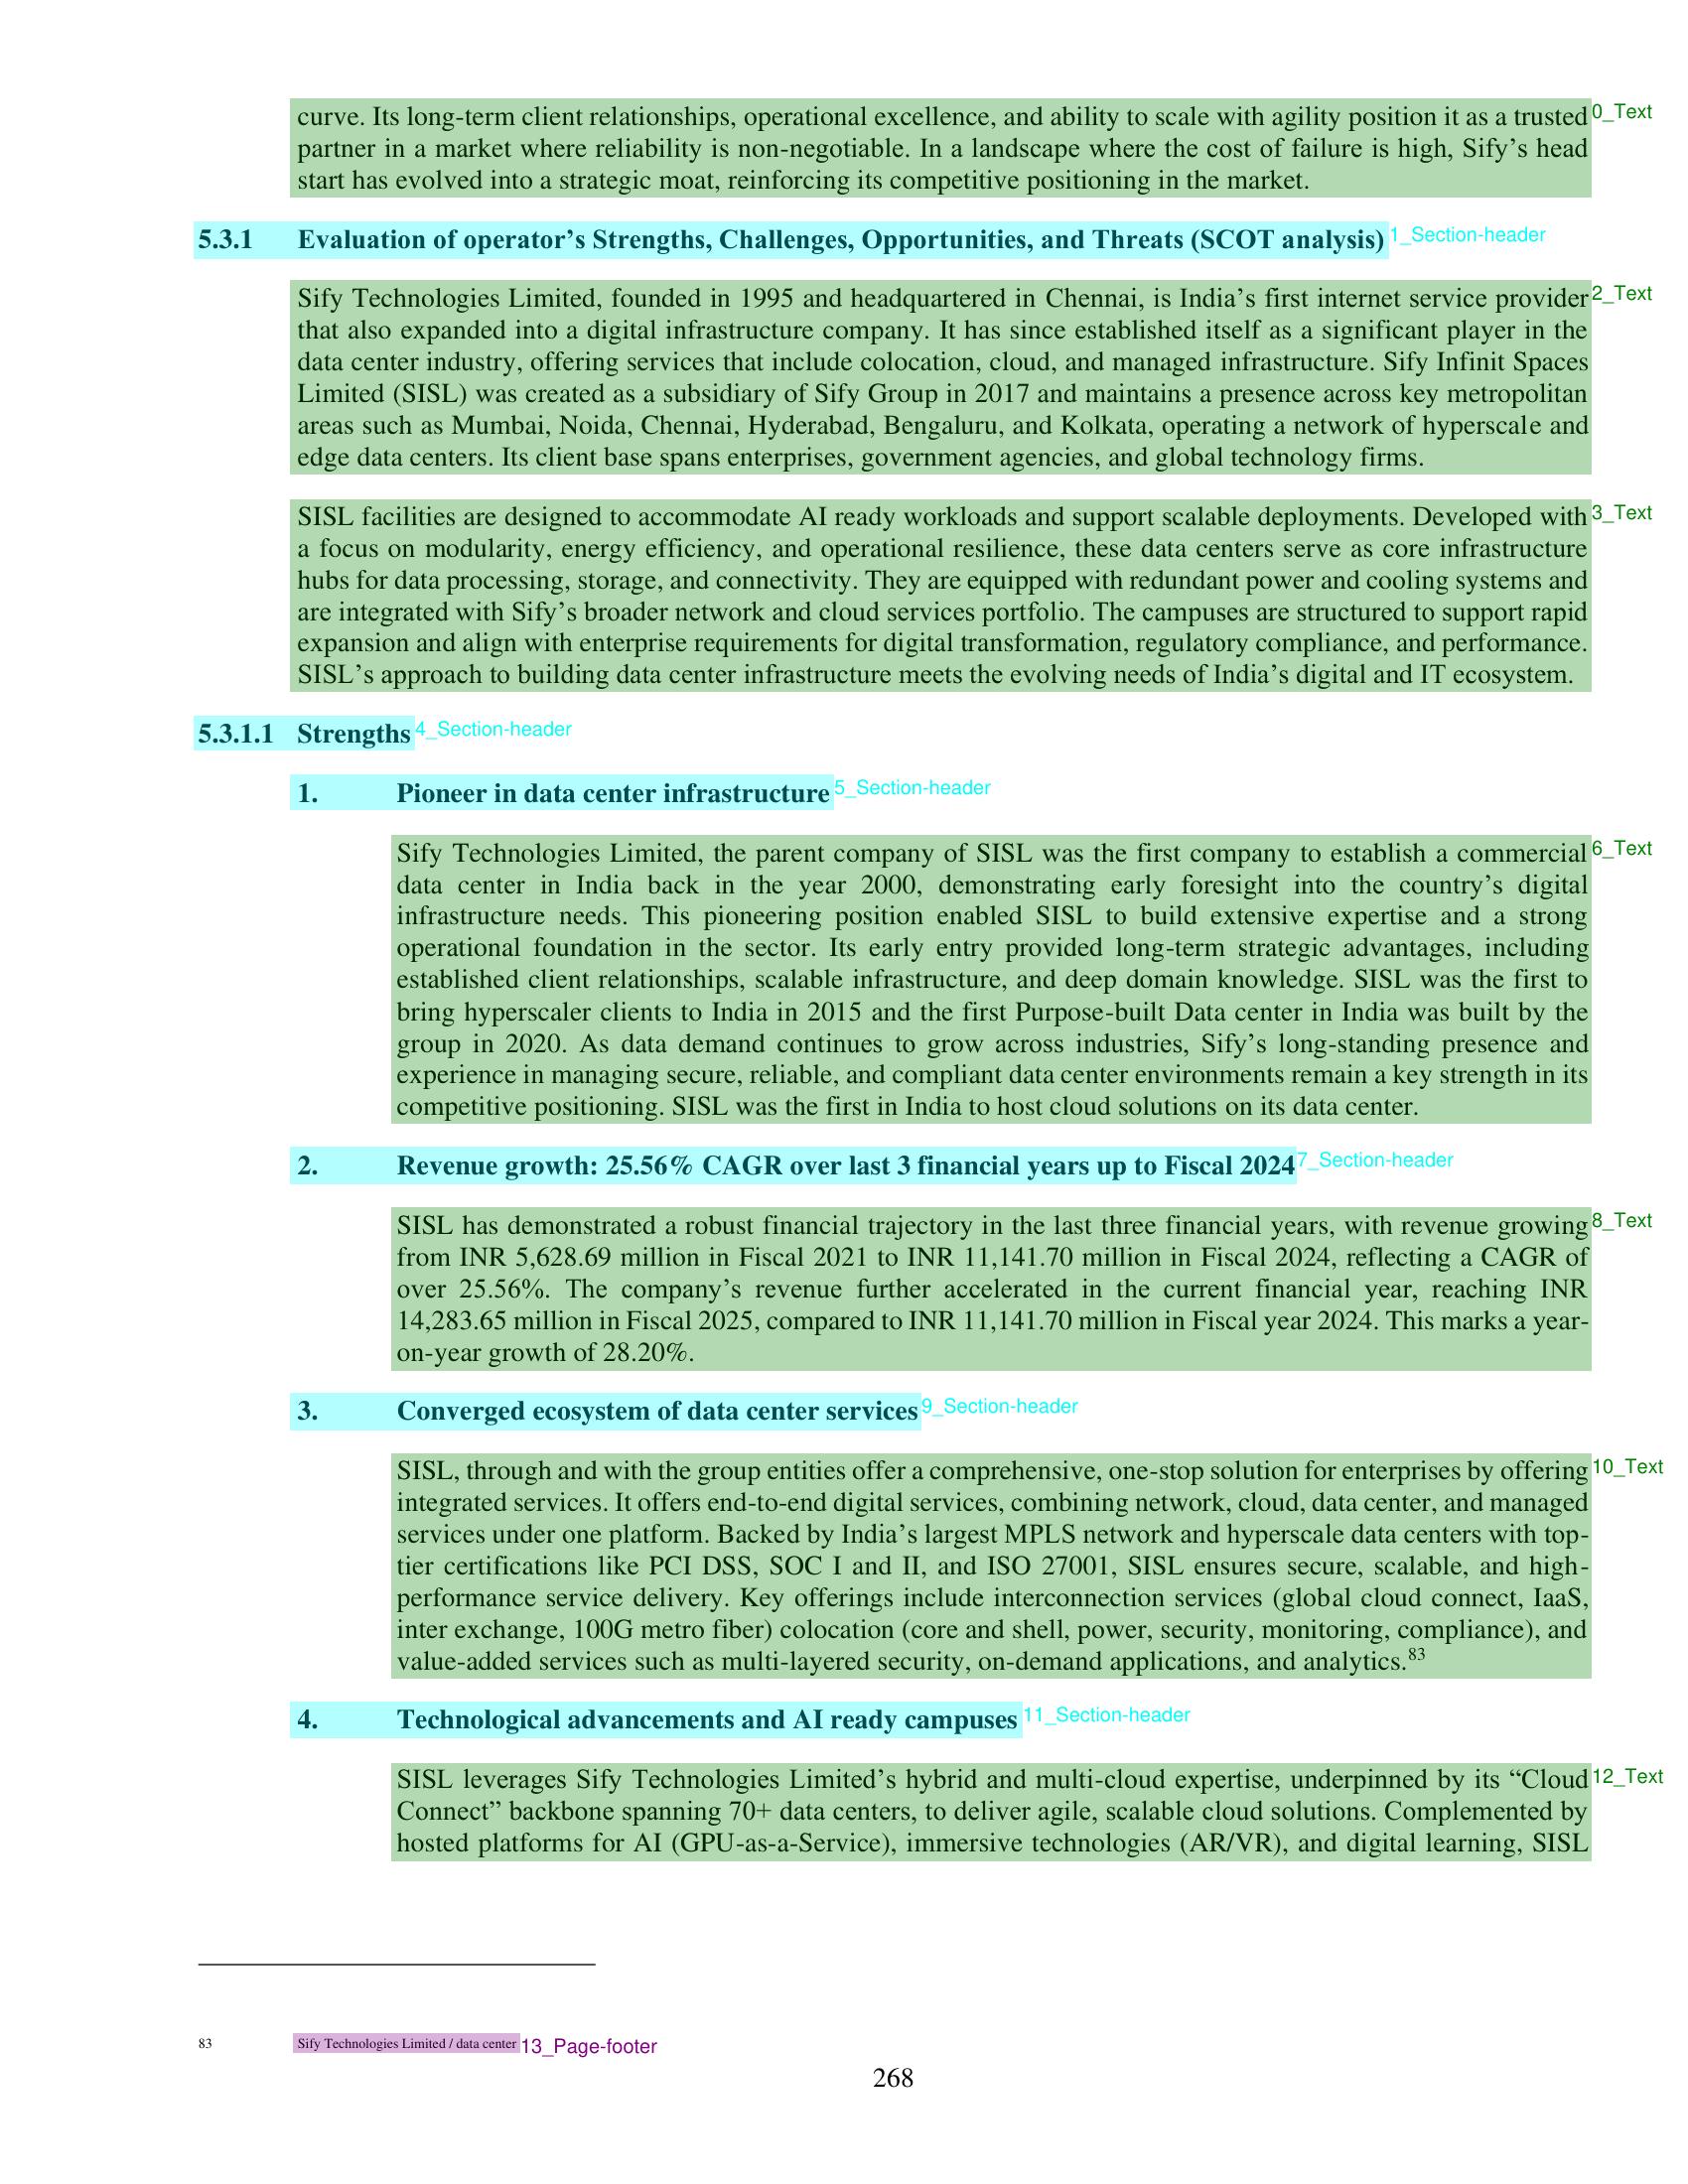 curve. Its long-term client relationships, operational excellence, and ability to scale with agility position it as a trusted 0_Text
partner in a market where reliability is non-negotiable. In a landscape where the cost of failure is high, Sify’s head
start has evolved into a strategic moat, reinforcing its competitive positioning in the market.
5.3.1 Evaluation of operator’s Strengths, Challenges, Opportunities, and Threats (SCOT analysis) 1_Section-header
Sify Technologies Limited, founded in 1995 and headquartered in Chennai, is India’s first internet service provider 2_Text
that also expanded into a digital infrastructure company. It has since established itself as a significant player in the
data center industry, offering services that include colocation, cloud, and managed infrastructure. Sify Infinit Spaces
Limited (SISL) was created as a subsidiary of Sify Group in 2017 and maintains a presence across key metropolitan
areas such as Mumbai, Noida, Chennai, Hyderabad, Bengaluru, and Kolkata, operating a network of hyperscale and
edge data centers. Its client base spans enterprises, government agencies, and global technology firms.
SISL facilities are designed to accommodate AI ready workloads and support scalable deployments. Developed with 3_Text
a focus on modularity, energy efficiency, and operational resilience, these data centers serve as core infrastructure
hubs for data processing, storage, and connectivity. They are equipped with redundant power and cooling systems and
are integrated with Sify’s broader network and cloud services portfolio. The campuses are structured to support rapid
expansion and align with enterprise requirements for digital transformation, regulatory compliance, and performance.
SISL’s approach to building data center infrastructure meets the evolving needs of India’s digital and IT ecosystem.
5.3.1.1 Strengths 4_Section-header
1. Pioneer in data center infrastructure 5_Section-header
Sify Technologies Limited, the parent company of SISL was the first company to establish a commercial 6_Text
data center in India back in the year 2000, demonstrating early foresight into the country’s digital
infrastructure needs. This pioneering position enabled SISL to build extensive expertise and a strong
operational foundation in the sector. Its early entry provided long-term strategic advantages, including
established client relationships, scalable infrastructure, and deep domain knowledge. SISL was the first to
bring hyperscaler clients to India in 2015 and the first Purpose-built Data center in India was built by the
group in 2020. As data demand continues to grow across industries, Sify’s long-standing presence and
experience in managing secure, reliable, and compliant data center environments remain a key strength in its
competitive positioning. SISL was the first in India to host cloud solutions on its data center.
2. Revenue growth: 25.56% CAGR over last 3 financial years up to Fiscal 2024 7_Section-header
SISL has demonstrated a robust financial trajectory in the last three financial years, with revenue growing 8_Text
from INR 5,628.69 million in Fiscal 2021 to INR 11,141.70 million in Fiscal 2024, reflecting a CAGR of
over 25.56%. The company’s revenue further accelerated in the current financial year, reaching INR
14,283.65 million in Fiscal 2025, compared to INR 11,141.70 million in Fiscal year 2024. This marks a year-
on-year growth of 28.20%.
3. Converged ecosystem of data center services 9_Section-header
SISL, through and with the group entities offer a comprehensive, one-stop solution for enterprises by offering 10_Text
integrated services. It offers end-to-end digital services, combining network, cloud, data center, and managed
services under one platform. Backed by India’s largest MPLS network and hyperscale data centers with top-
tier certifications like PCI DSS, SOC I and II, and ISO 27001, SISL ensures secure, scalable, and high-
performance service delivery. Key offerings include interconnection services (global cloud connect, IaaS,
inter exchange, 100G metro fiber) colocation (core and shell, power, security, monitoring, compliance), and
value-added services such as multi-layered security, on-demand applications, and analytics.83
4. Technological advancements and AI ready campuses 11_Section-header
SISL leverages Sify Technologies Limited’s hybrid and multi-cloud expertise, underpinned by its “Cloud 12_Text
Connect” backbone spanning 70+ data centers, to deliver agile, scalable cloud solutions. Complemented by
hosted platforms for AI (GPU-as-a-Service), immersive technologies (AR/VR), and digital learning, SISL
83 Sify Technologies Limited / data center 13_Page-footer
268